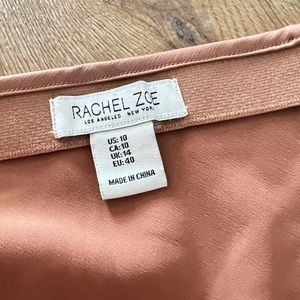 RACHEL ZOE
LOS ANGELES NEW YORK
US: 10
CA: 10
UK: 14
EU: 40
MADE IN CHINA